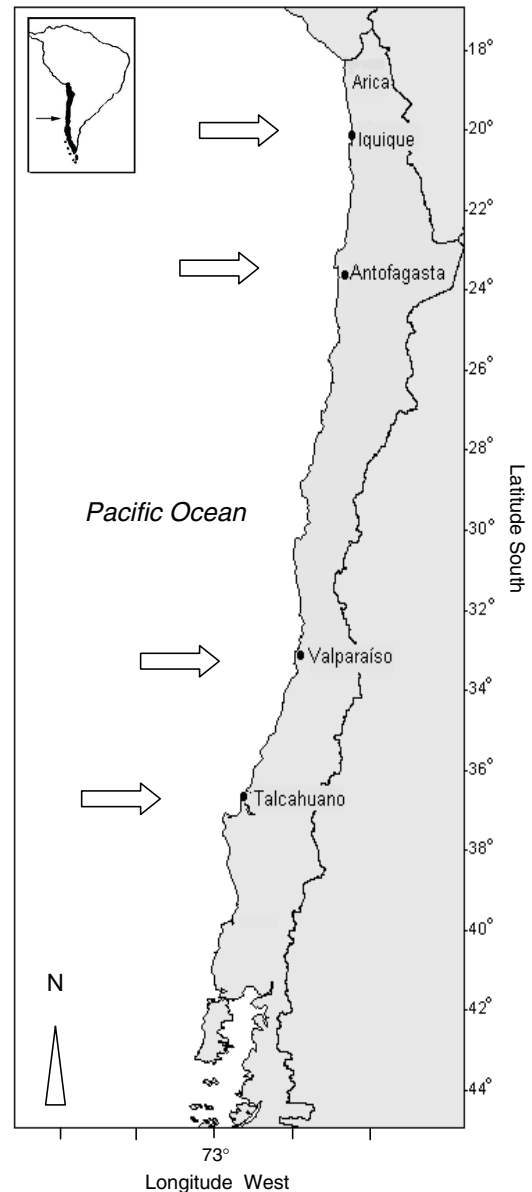 18°
Arica
20°
Iquique
22°
Antofagasta
24°
26°
28°
Pacific Ocean
30°
Latitude South
32°
Valparaíso
34°
36°
Talcahuano
38°
40°
N
42°
44°
73°
Longitude West